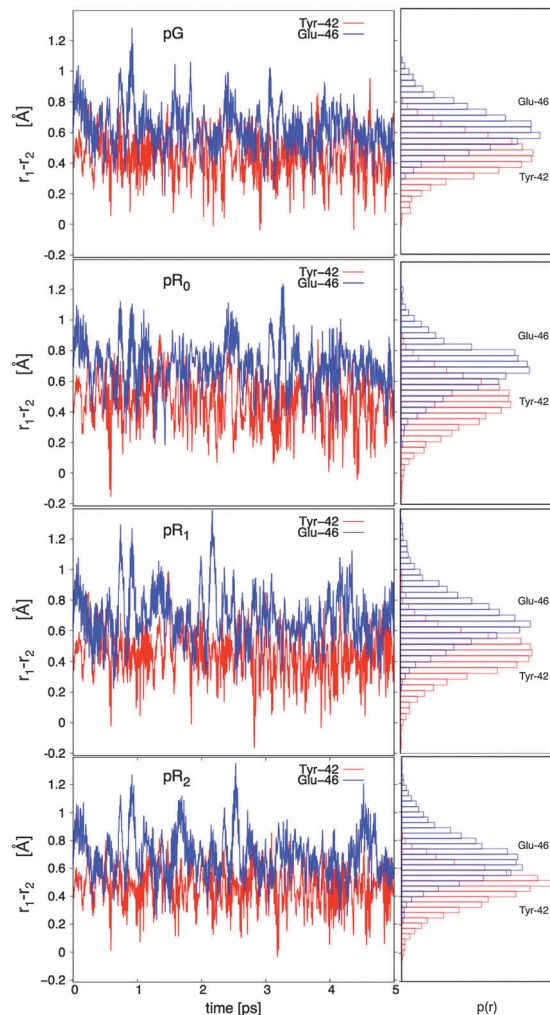 pG
Tyr-42
Glu-46
1.2
1
0.8
0.6
0.4
0.2
0
-0.2
r1-r2 [Å]
Glu-46
Tyr-42
pR0
Tyr-42
Glu-46
1.2
1
0.8
0.6
0.4
0.2
0
-0.2
r1-r2 [Å]
Glu-46
Tyr-42
pR1
Tyr-42
Glu-46
1.2
1
0.8
0.6
0.4
0.2
0
-0.2
r1-r2 [Å]
Glu-46
Tyr-42
pR2
Tyr-42
Glu-46
1.2
1
0.8
0.6
0.4
0.2
0
-0.2
r1-r2 [Å]
Glu-46
Tyr-42
0 1 2 3 4 5
time [ps]
p(r)